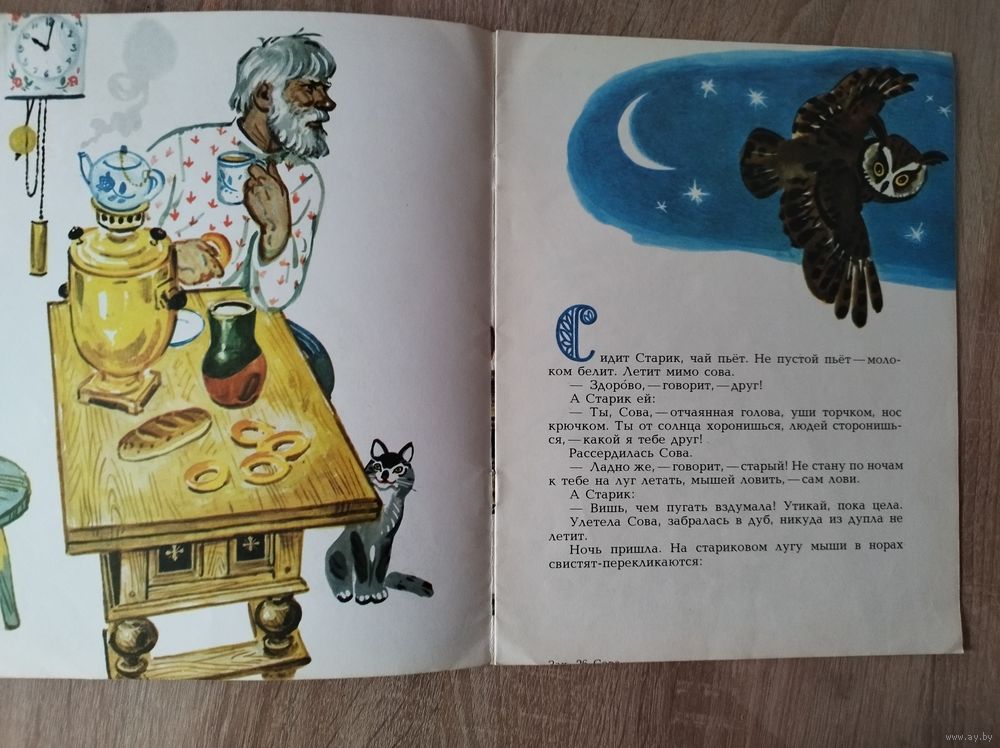 Сидит Старик, чай пьёт. Не пустой пьёт — моло-
ком белит. Летит мимо сова.
— Здоро́во, — говорит, — друг!
А Старик ей:
— Ты, Сова, — отчаянная голова, уши торчком, нос
крючком. Ты от солнца хоронишься, людей сторонишь-
ся, — какой я тебе друг!
Рассердилась Сова.
— Ладно же, — говорит, — старый! Не стану по ночам
к тебе на луг летать, мышей ловить, — сам лови.
А Старик:
— Вишь, чем пугать вздумала! Утикай, пока цела.
Улетела Сова, забралась в дуб, никуда из дупла не
летит.
Ночь пришла. На стариковом лугу мыши в норах
свистят-перекликаются:
www.ay.by